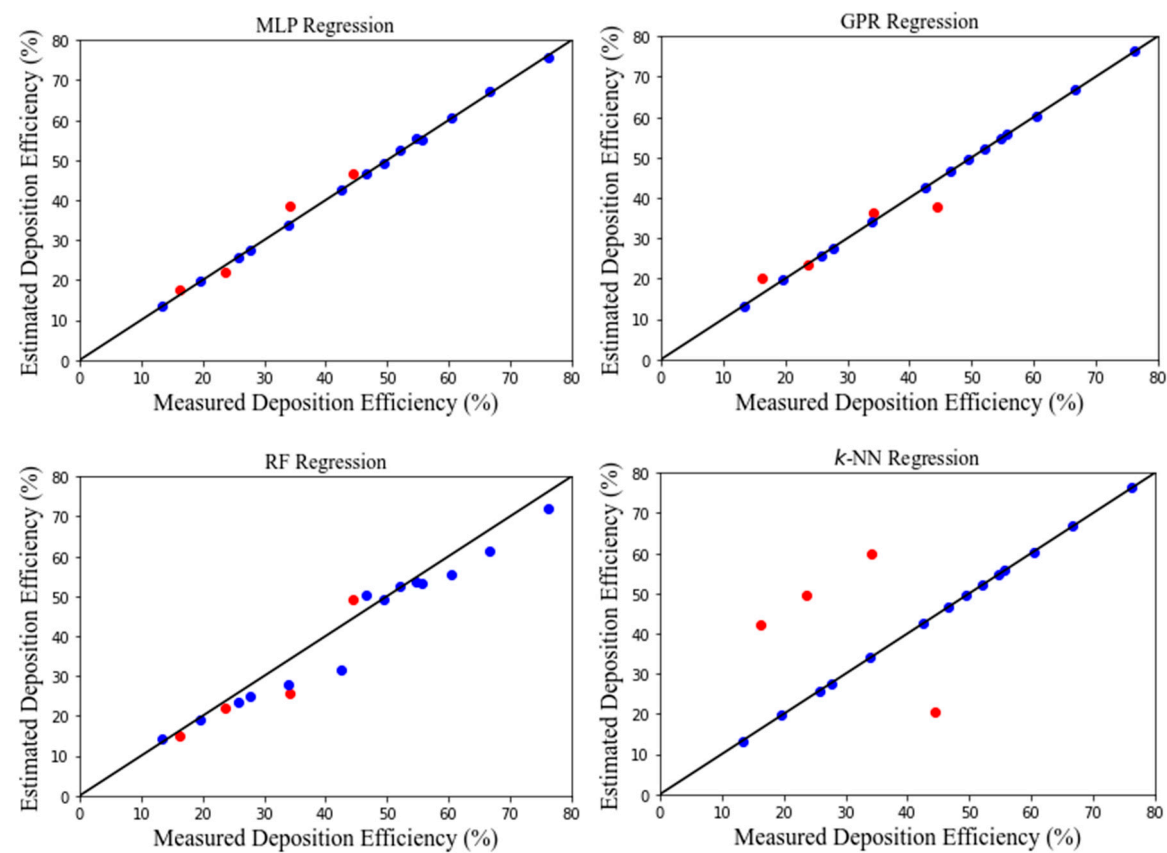 MLP Regression
Estimated Deposition Efficiency (%)
80
70
60
50
40
30
20
10
0
0 10 20 30 40 50 60 70 80
Measured Deposition Efficiency (%)
GPR Regression
Estimated Deposition Efficiency (%)
80
70
60
50
40
30
20
10
0
0 10 20 30 40 50 60 70 80
Measured Deposition Efficiency (%)
RF Regression
Estimated Deposition Efficiency (%)
80
70
60
50
40
30
20
10
0
0 10 20 30 40 50 60 70 80
Measured Deposition Efficiency (%)
k-NN Regression
Estimated Deposition Efficiency (%)
80
70
60
50
40
30
20
10
0
0 10 20 30 40 50 60 70 80
Measured Deposition Efficiency (%)